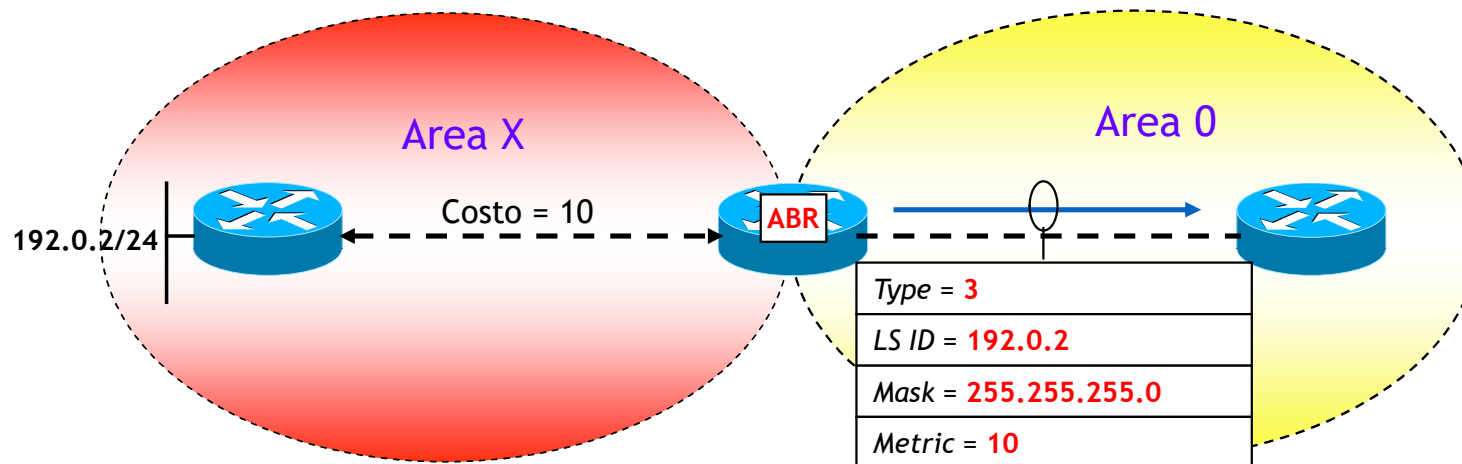 Area X
Area 0
192.0.2/24
Costo = 10
ABR
Type = 3
LS ID = 192.0.2
Mask = 255.255.255.0
Metric = 10